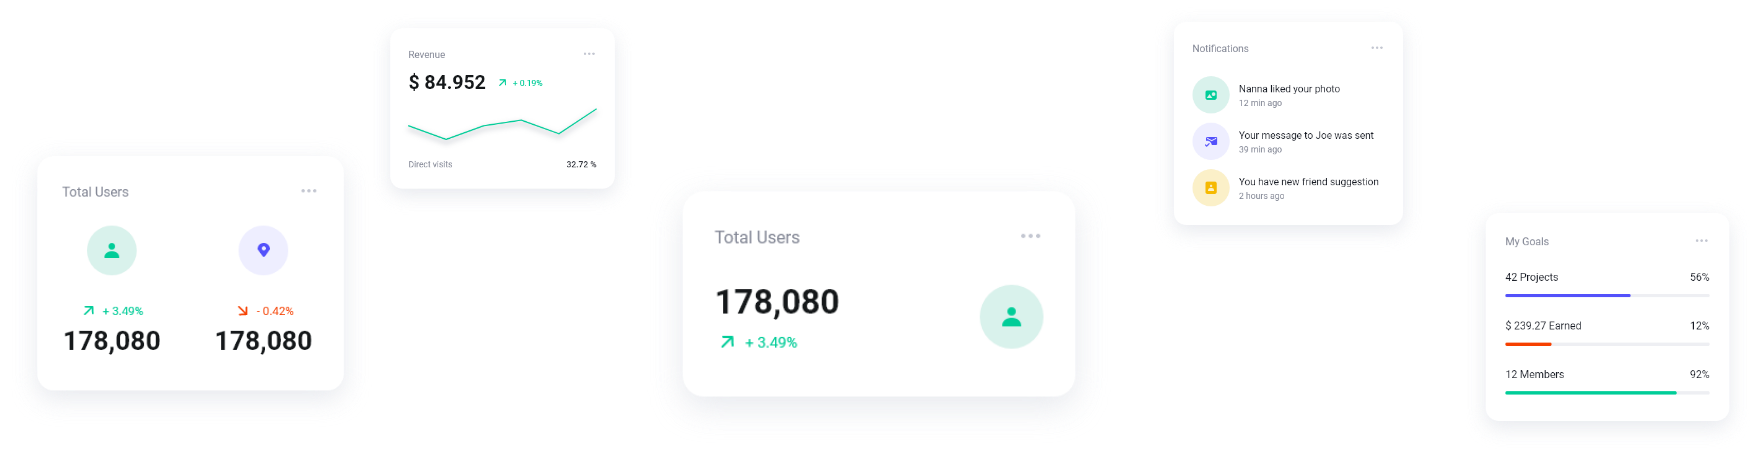 Total Users
+ 3.49%
- 0.42%
178,080
178,080
Revenue
$ 84.952
+ 0.19%
Direct visits
32.72 %
Total Users
178,080
+ 3.49%
Notifications
Nanna liked your photo
12 min ago
Your message to Joe was sent
39 min ago
You have new friend suggestion
2 hours ago
My Goals
42 Projects
56%
$ 239.27 Earned
12%
12 Members
92%